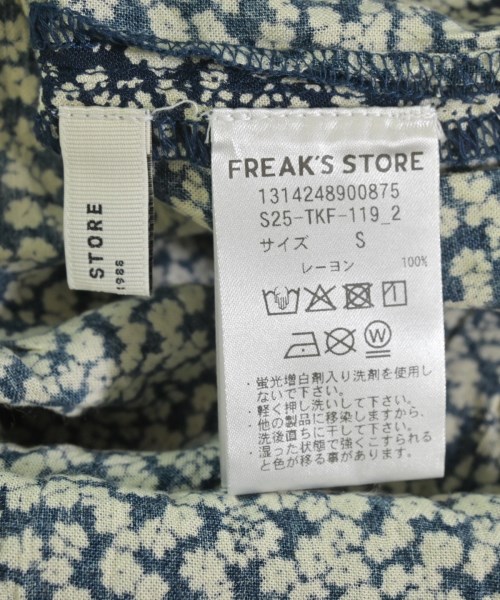 STORE
1988
FREAK'S STORE
1314248900875
S25-TKF-119_2
サイズ S
レーヨン 100%
W
・蛍光増白剤入り洗剤を使用し
ないで下さい。
・軽く押し洗いして下さい。
・他の製品に移染しますから、
洗後直ちに干して下さい。
・湿った状態で強くこすられる
と色が移る事があります。